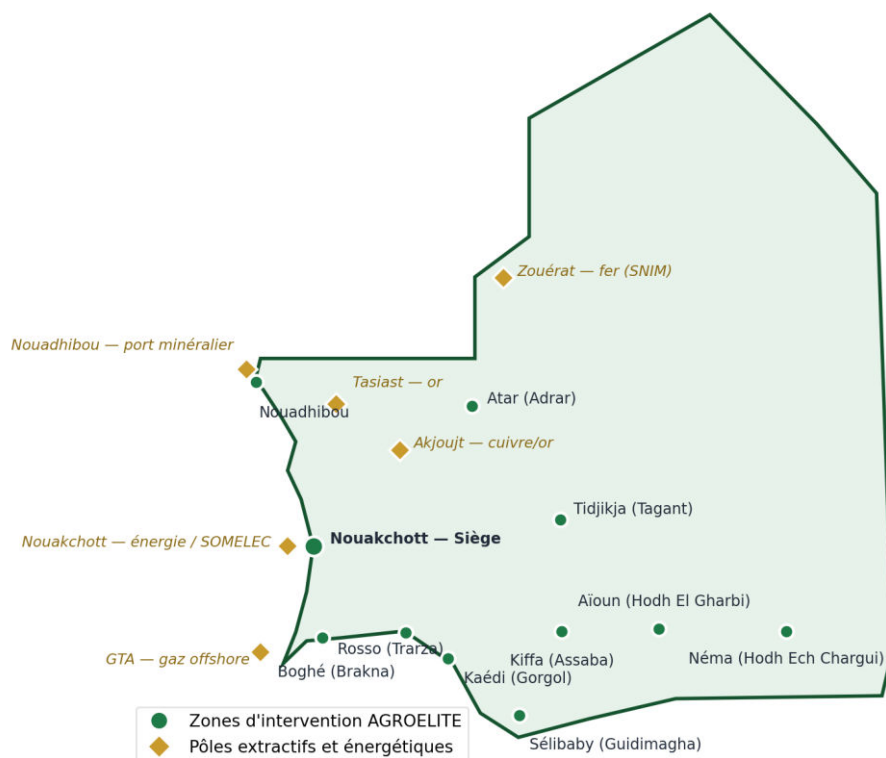 Zouérat — fer (SNIM)
Nouadhibou — port minéralier
Tasiast — or
Nouadhibou
Atar (Adrar)
Akjoujt — cuivre/or
Tidjikja (Tagant)
Nouakchott — énergie / SOMELEC
Nouakchott — Siège
Aïoun (Hodh El Gharbi)
Rosso (Trarza)
GTA — gaz offshore
Kiffa (Assaba)
Néma (Hodh Ech Chargui)
Boghé (Brakna)
Kaédi (Gorgol)
Zones d'intervention AGROELITE
Sélibaby (Guidimagha)
Pôles extractifs et énergétiques